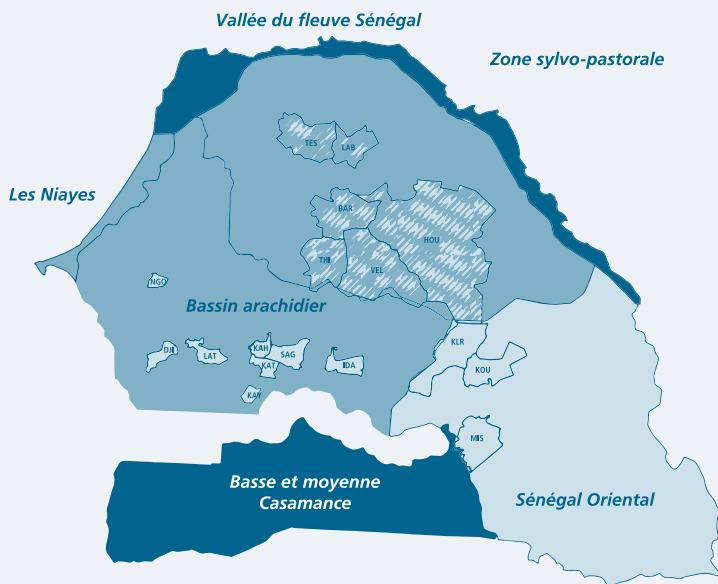 Vallée du fleuve Sénégal
Zone sylvo-pastorale
TES
LAB
Les Niayes
BAR
HOU
THI
VEL
NGO
Bassin arachidier
KLR
DJI
LAT
KAH
SAG
KAT
IDA
KOU
KAY
MIS
Basse et moyenne
Casamance
Sénégal Oriental